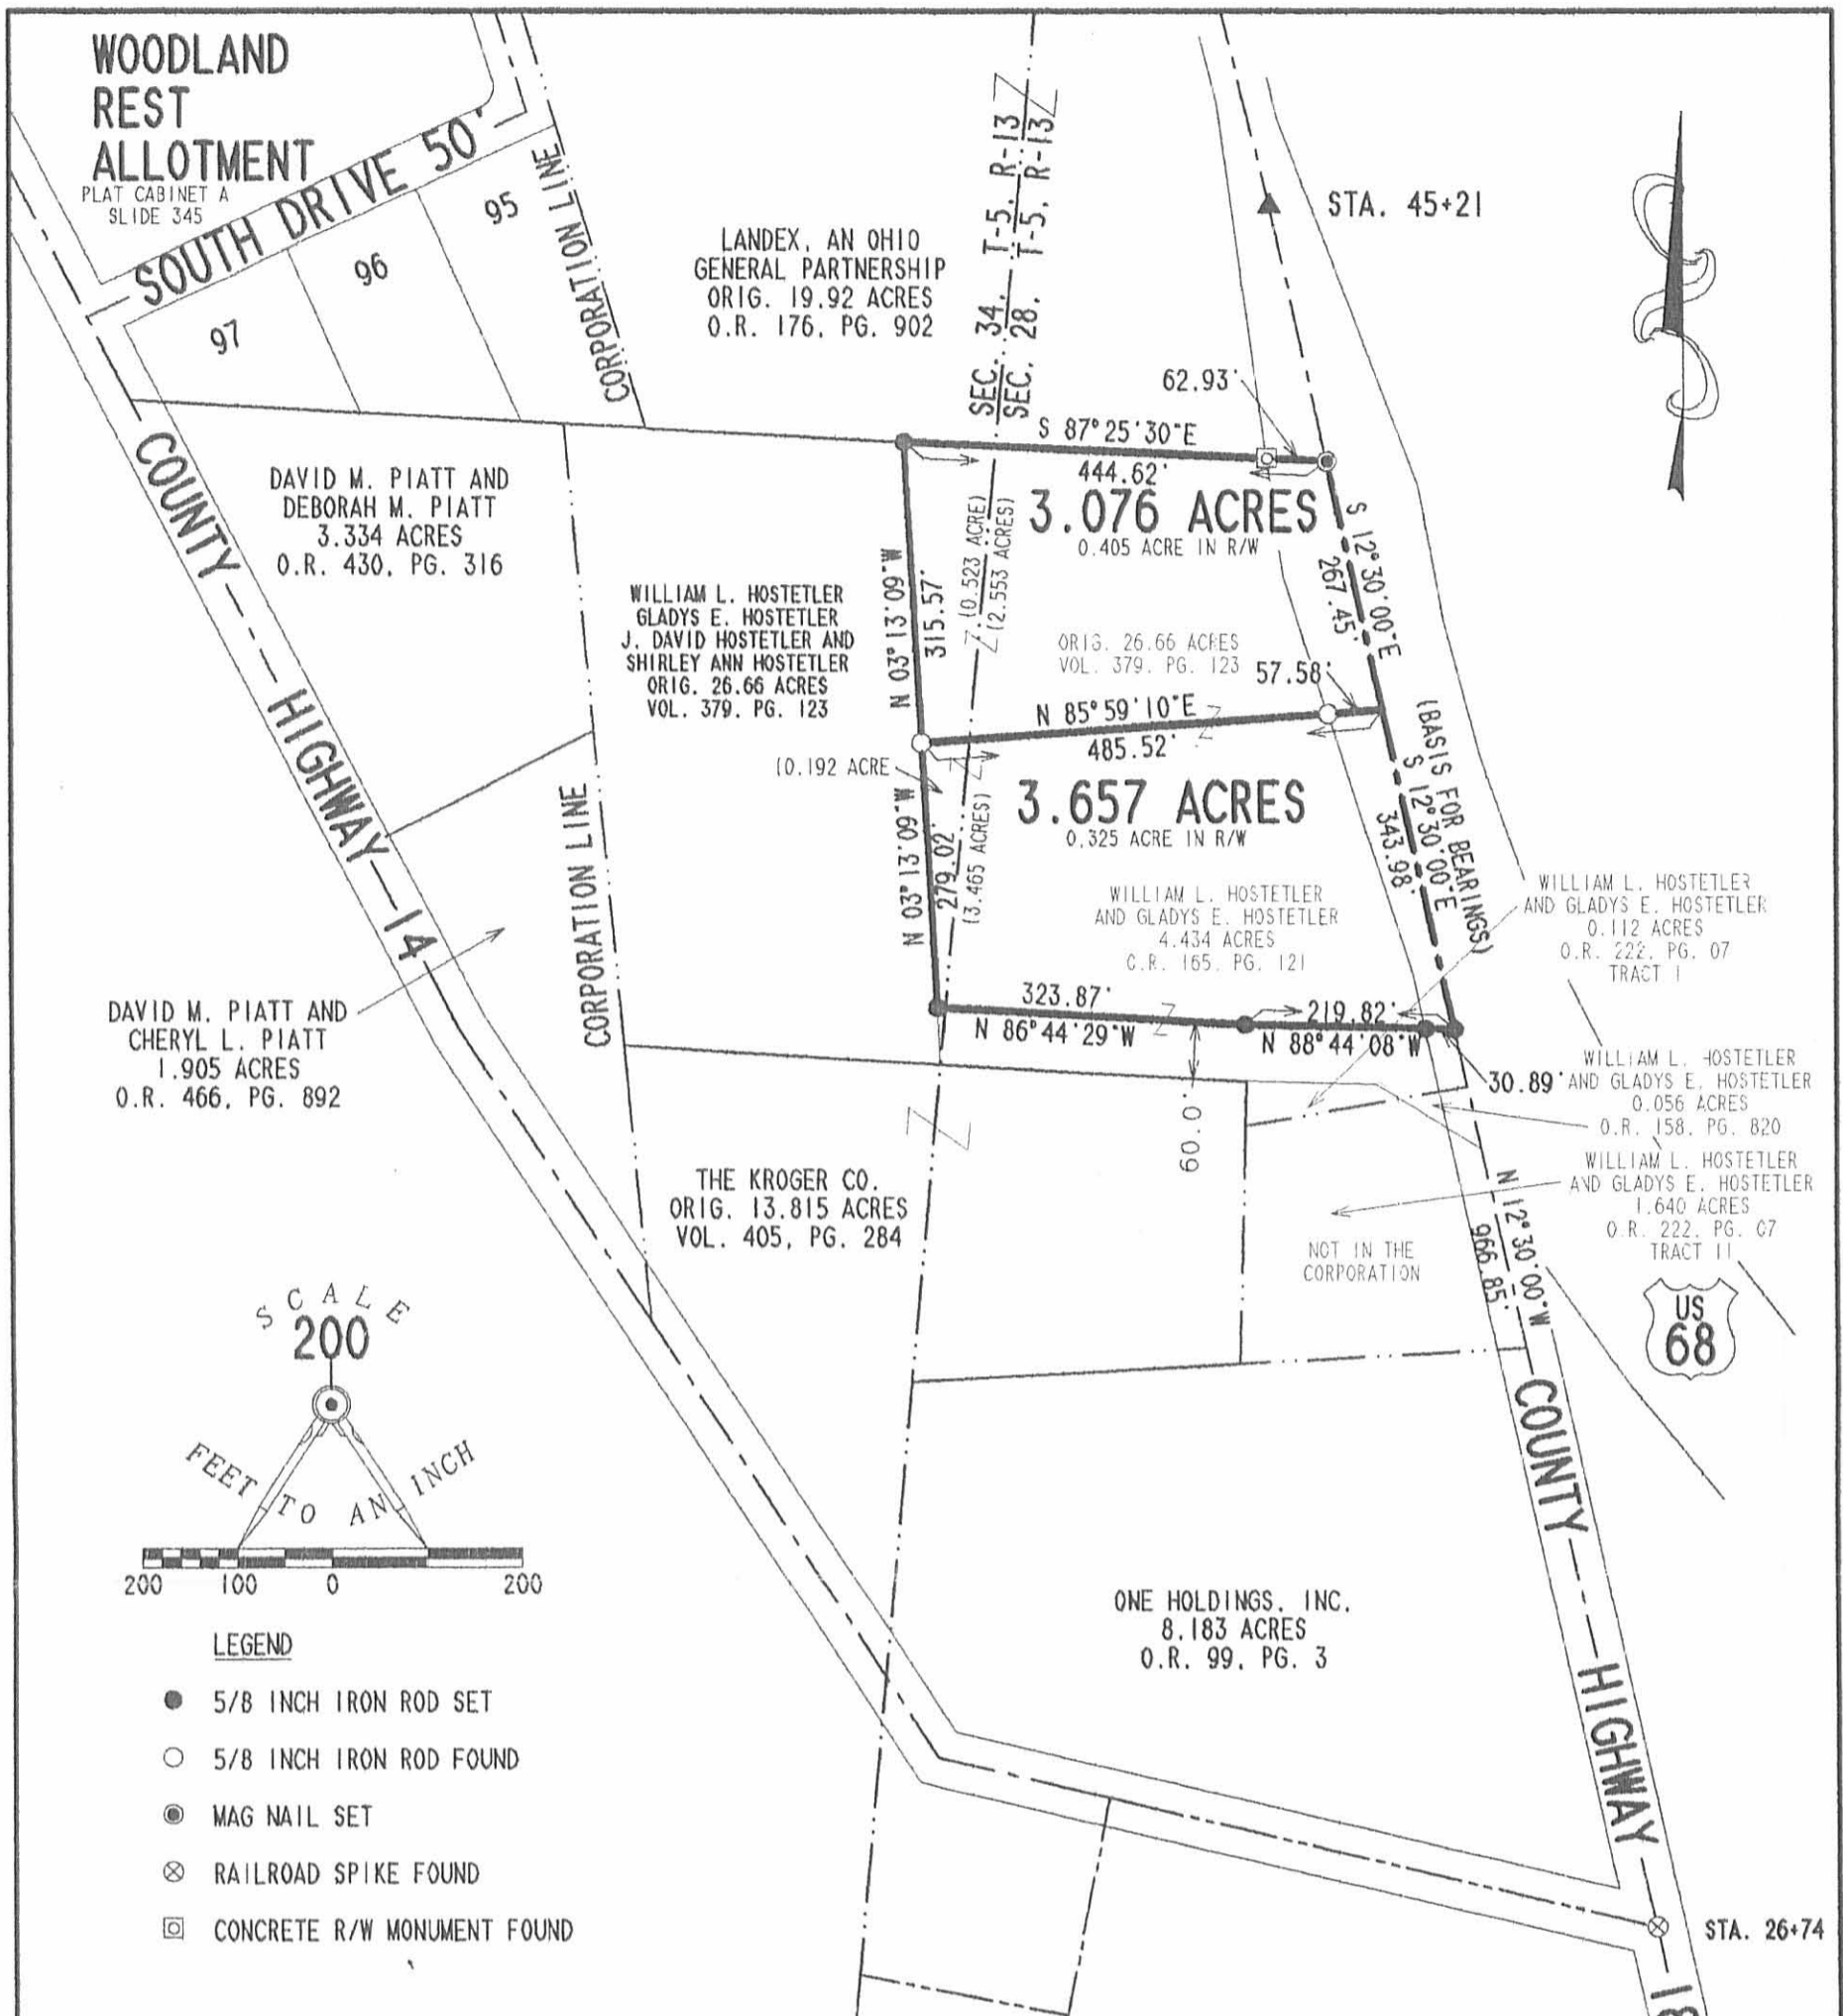 WOODLAND
REST
ALLOTMENT
PLAT CABINET A
SLIDE 345
SOUTH DRIVE 50'
95
96
97
CORPORATION LINE
LANDEX, AN OHIO
GENERAL PARTNERSHIP
ORIG. 19.92 ACRES
O.R. 176, PG. 902
SEC. 34, T-5, R-13
SEC. 28, T-5, R-13
STA. 45+21
62.93'
S 87°25'30"E
444.62'
3.076 ACRES
0.405 ACRE IN R/W
(0.523 ACRE)
(2.553 ACRES)
S 12°30'00"E
267.45'
N 03°13'09"W
315.57'
ORIG. 26.66 ACRES
VOL. 379, PG. 123
57.58'
N 85°59'10"E
485.52'
COUNTY HIGHWAY 14
DAVID M. PIATT AND
DEBORAH M. PIATT
3.334 ACRES
O.R. 430, PG. 316
WILLIAM L. HOSTETLER
GLADYS E. HOSTETLER
J. DAVID HOSTETLER AND
SHIRLEY ANN HOSTETLER
ORIG. 26.66 ACRES
VOL. 379, PG. 123
(0.192 ACRE
(3.465 ACRES)
3.657 ACRES
0.325 ACRE IN R/W
N 03°13'09"W
279.02'
(BASIS FOR BEARINGS)
S 12°30'00"E
343.98'
WILLIAM L. HOSTETLER
AND GLADYS E. HOSTETLER
4.434 ACRES
O.R. 165, PG. 121
WILLIAM L. HOSTETLER
AND GLADYS E. HOSTETLER
0.112 ACRES
O.R. 222, PG. 07
TRACT I
CORPORATION LINE
DAVID M. PIATT AND
CHERYL L. PIATT
1.905 ACRES
O.R. 466, PG. 892
323.87'
N 86°44'29"W
219.82'
N 88°44'08"W
30.89'
60.0'
WILLIAM L. HOSTETLER
AND GLADYS E. HOSTETLER
0.056 ACRES
O.R. 158, PG. 820
WILLIAM L. HOSTETLER
AND GLADYS E. HOSTETLER
1.640 ACRES
O.R. 222, PG. 07
TRACT II
THE KROGER CO.
ORIG. 13.815 ACRES
VOL. 405, PG. 284
NOT IN THE
CORPORATION
N 12°30'00"W
966.85'
US
68
SCALE
200
FEET TO AN INCH
200 100 0 200
COUNTY HIGHWAY 18
ONE HOLDINGS, INC.
8.183 ACRES
O.R. 99, PG. 3
LEGEND
5/8 INCH IRON ROD SET
5/8 INCH IRON ROD FOUND
MAG NAIL SET
RAILROAD SPIKE FOUND
CONCRETE R/W MONUMENT FOUND
STA. 26+74